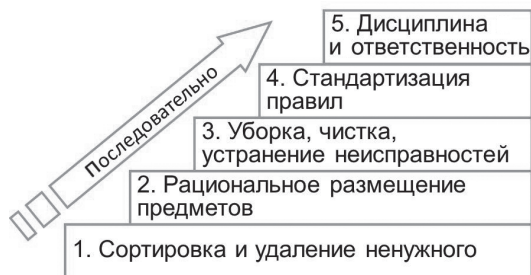 5. Дисциплина
и ответственность
4. Стандартизация
правил
3. Уборка, чистка,
устранение неисправностей
2. Рациональное размещение
предметов
1. Сортировка и удаление ненужного
Последовательно